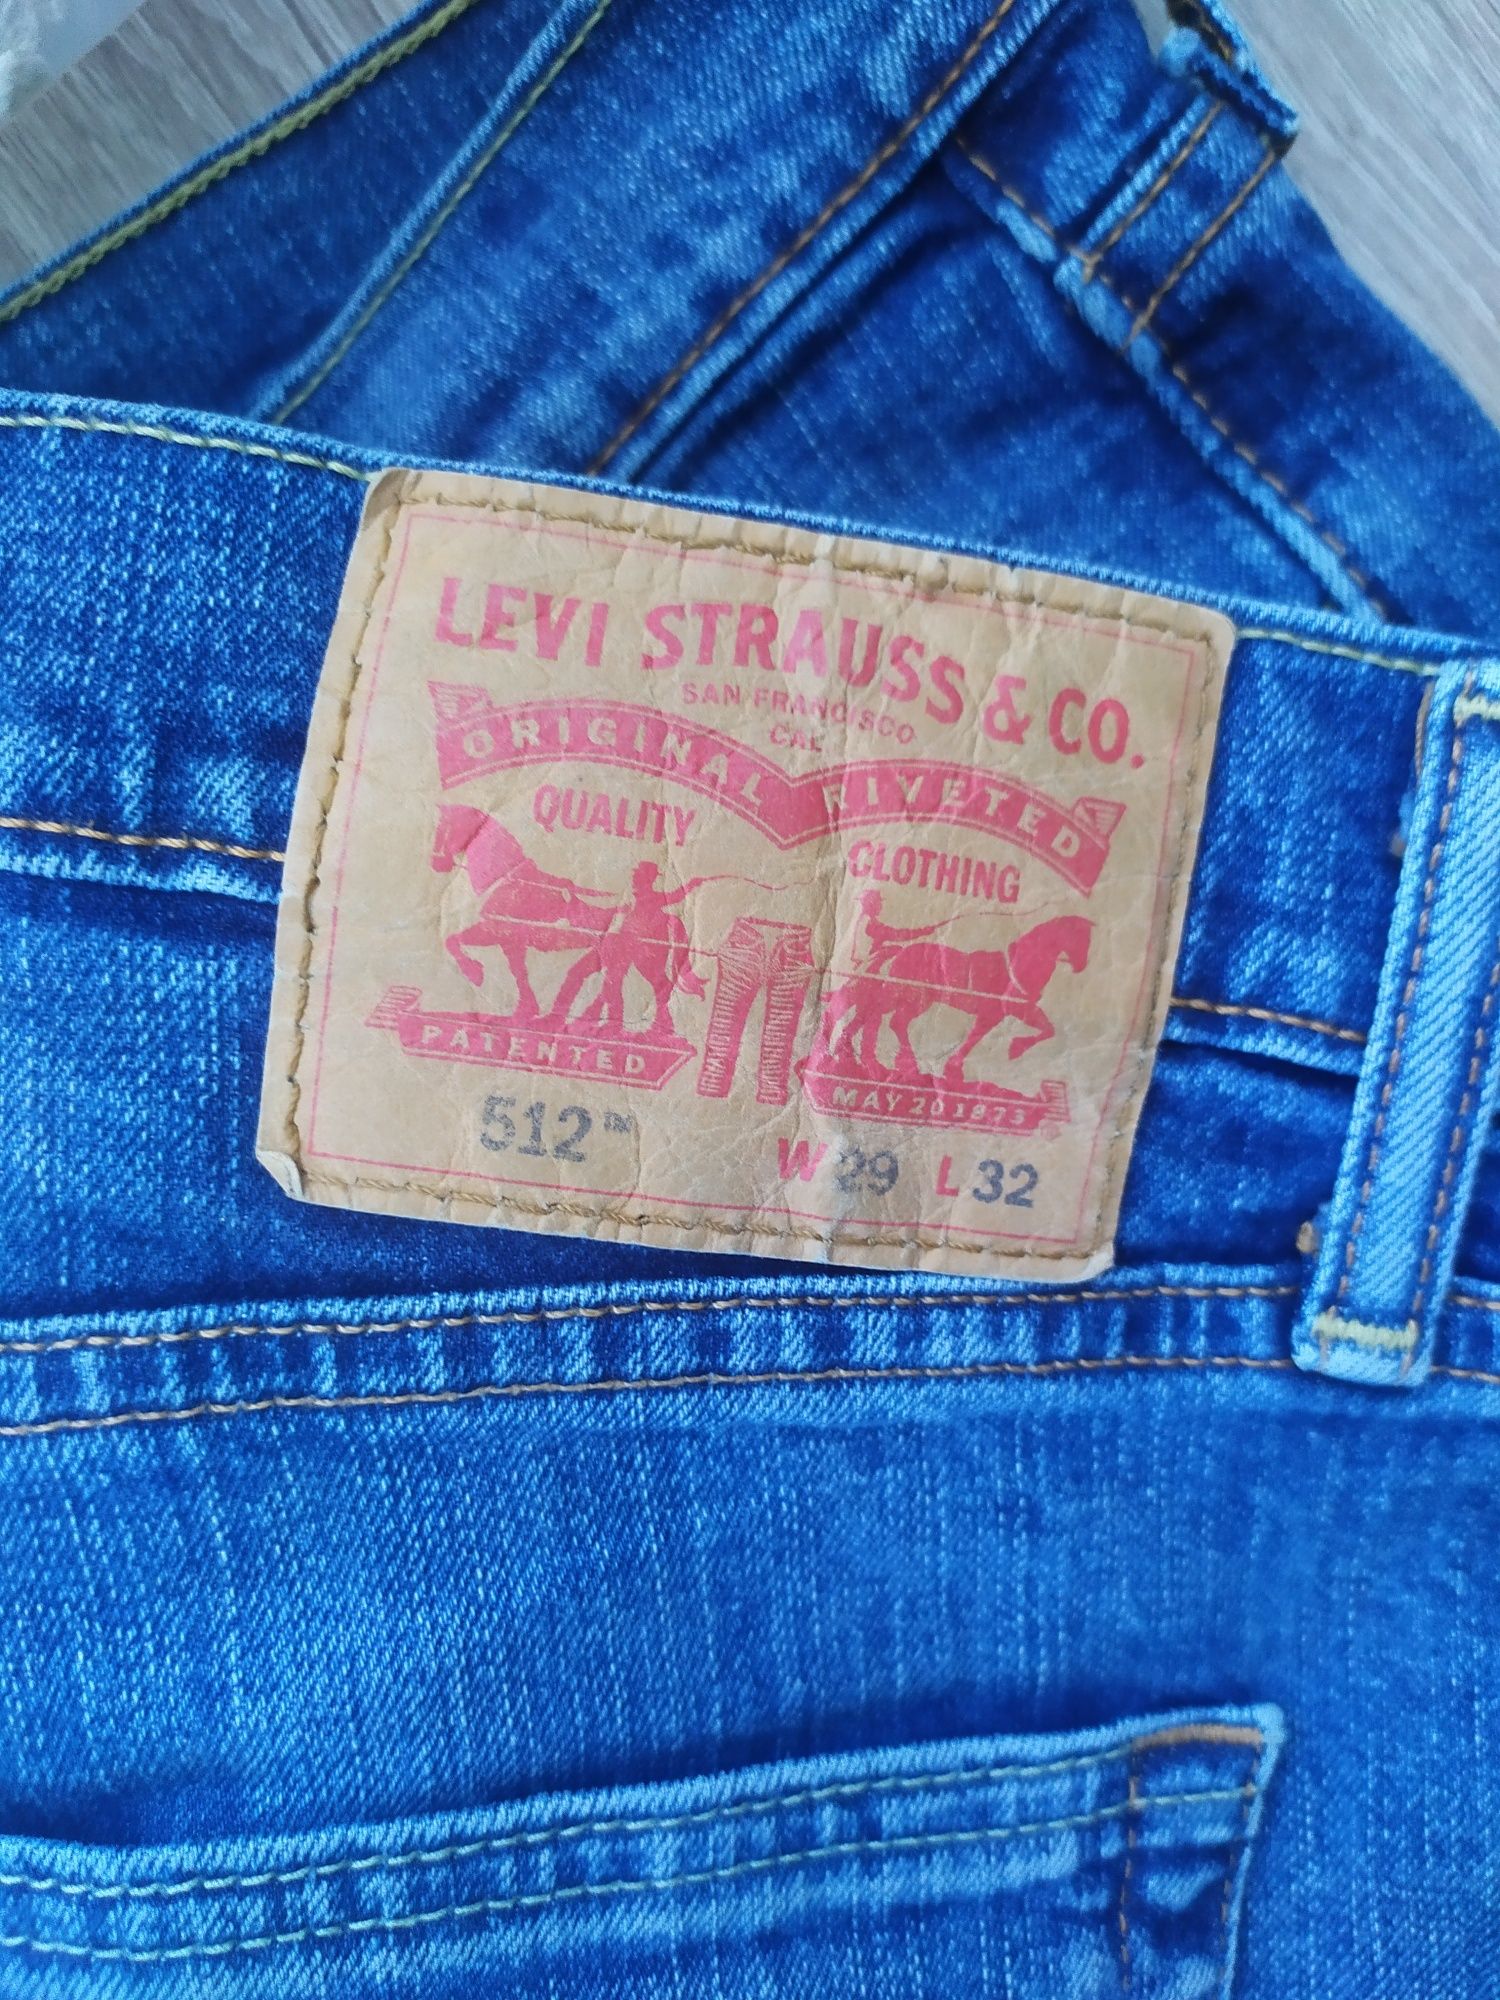 LEVI STRAUSS & CO.
SAN FRANCISCO
CAL
ORIGINAL RIVETED
QUALITY CLOTHING
PATENTED
MAY 20 1873
512™ W 29 L 32